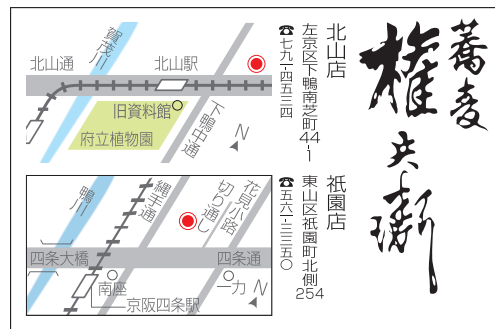 蕎麦
権兵衛
北山店
左京区下鴨南芝町44-1
☎七九一・四五三四
祇園店
東山区祇園町北側254
☎五六一・三三五〇
賀茂川
北山通
北山駅
旧資料館
府立植物園
下鴨中通
N
鴨川
縄手通
切り通し
花見小路
四条大橋
四条通
南座
一力
京阪四条駅
N